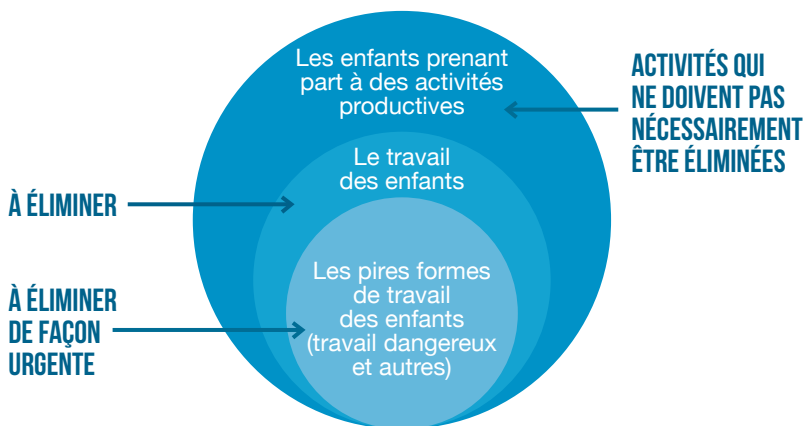 Les enfants prenant
part à des activités
productives
ACTIVITÉS QUI
NE DOIVENT PAS
NÉCESSAIREMENT
ÊTRE ÉLIMINÉES
Le travail
des enfants
À ÉLIMINER
Les pires formes
de travail
des enfants
(travail dangereux
et autres)
À ÉLIMINER
DE FAÇON
URGENTE